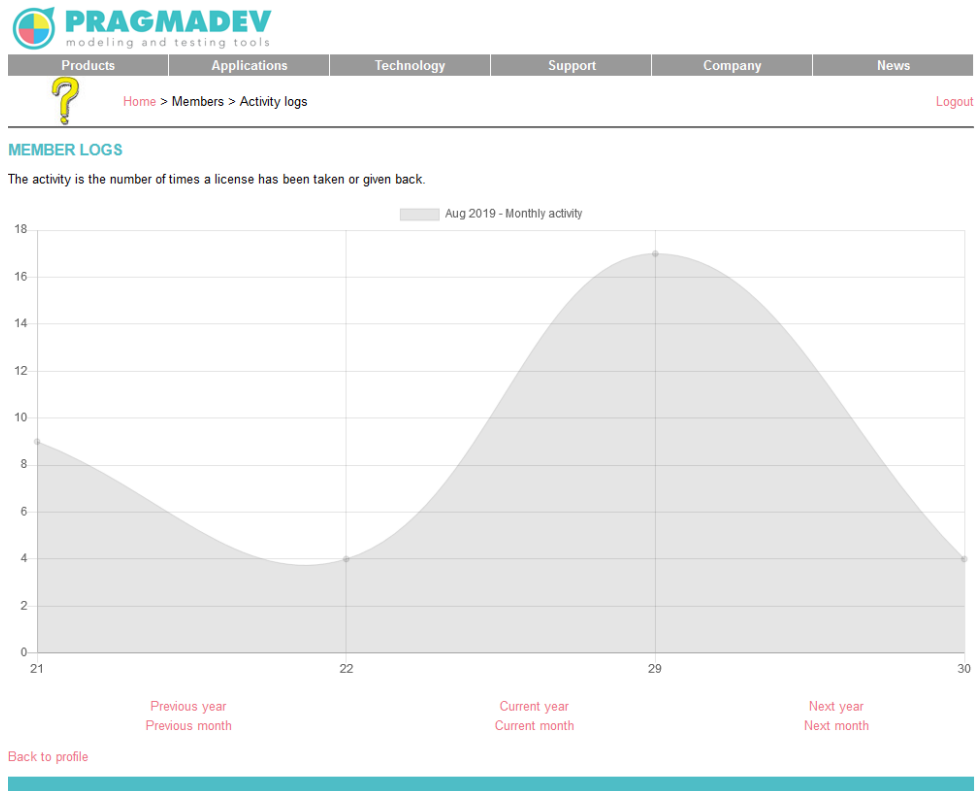 PRAGMADEV
modeling and testing tools
Products Applications Technology Support Company News
Home > Members > Activity logs Logout
MEMBER LOGS
The activity is the number of times a license has been taken or given back.
Aug 2019 - Monthly activity
18
16
14
12
10
8
6
4
2
0
21 22 29 30
Previous year Current year Next year
Previous month Current month Next month
Back to profile